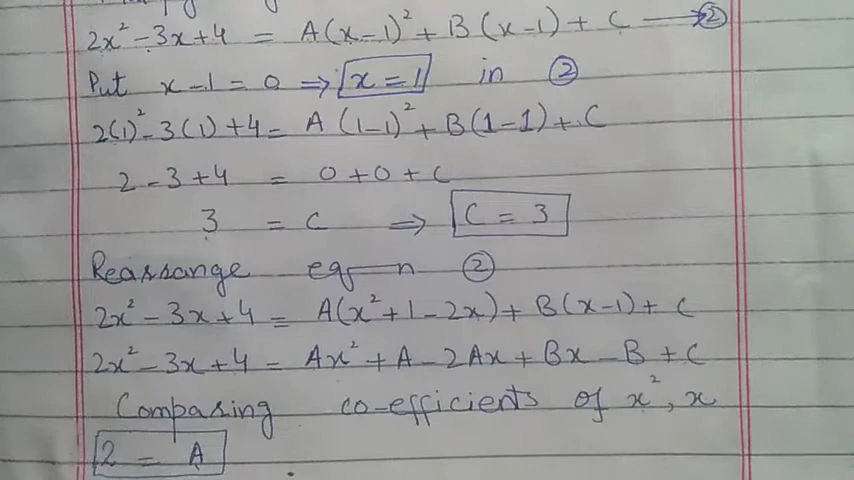 2x² - 3x + 4 = A(x-1)² + B(x-1) + C → ②
Put x-1 = 0 ⇒ x = 1 in ②
2(1)² - 3(1) + 4 = A(1-1)² + B(1-1) + C
2 - 3 + 4 = 0 + 0 + C
3 = C ⇒ C = 3
Rearrange eq—n ②
2x² - 3x + 4 = A(x² + 1 - 2x) + B(x-1) + C
2x² - 3x + 4 = Ax² + A - 2Ax + Bx - B + C
Comparing co-efficients of x², x
2 = A